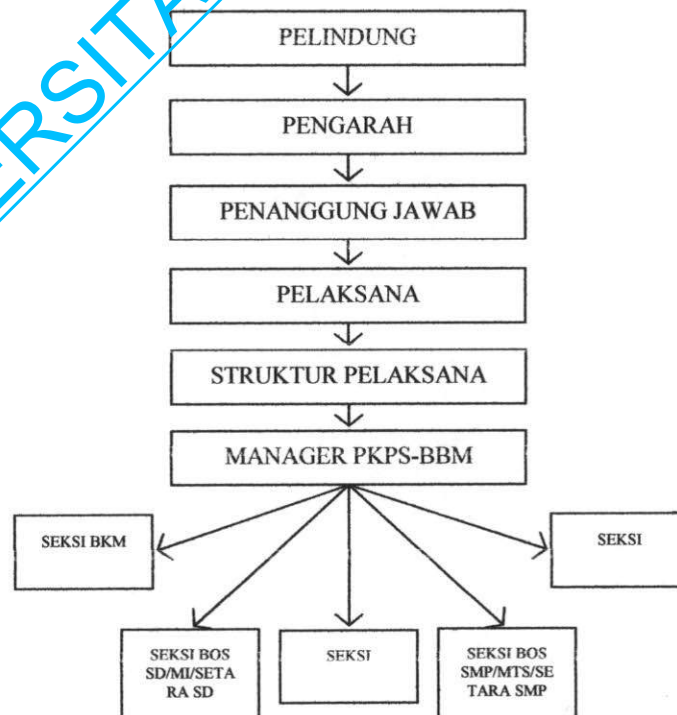 ERSITA
PELINDUNG
PENGARAH
PENANGGUNG JAWAB
PELAKSANA
STRUKTUR PELAKSANA
MANAGER PKPS-BBM
SEKSI BKM
SEKSI
SEKSI BOS
SD/MI/SETA
RA SD
SEKSI
SEKSI BOS
SMP/MTS/SE
TARA SMP